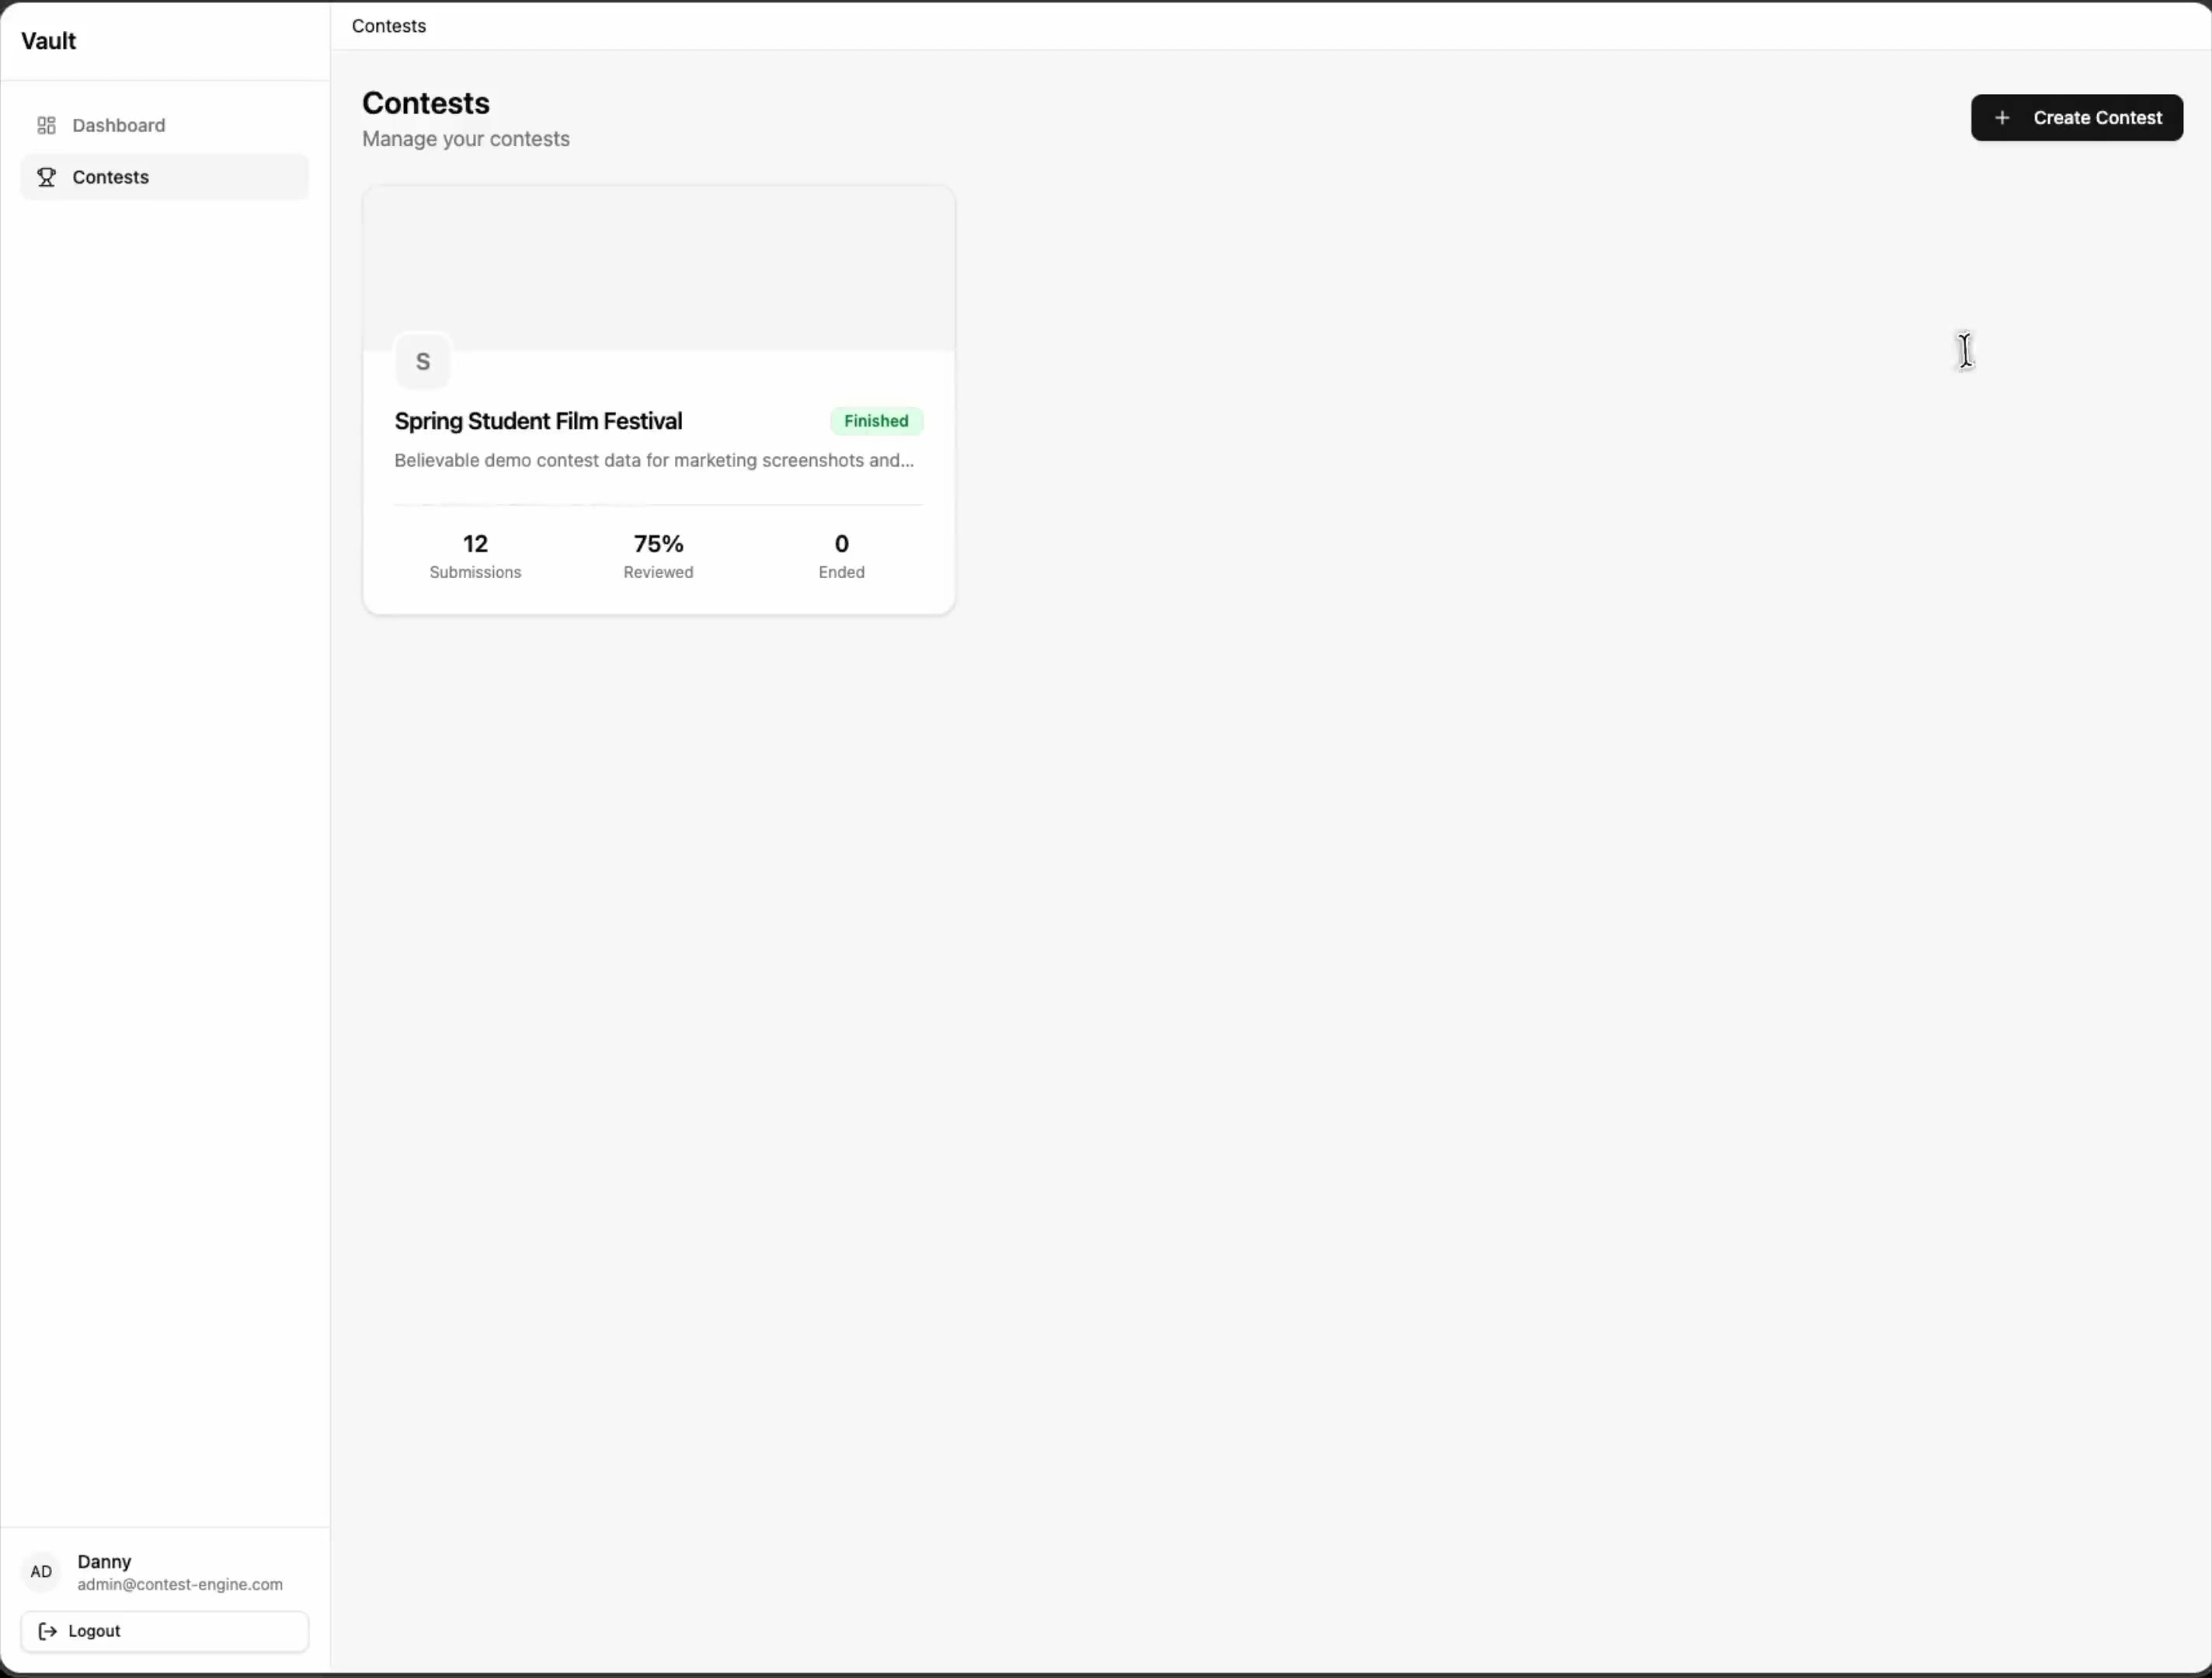 Vault
Contests
Dashboard
Contests
Contests
Manage your contests
Create Contest
S
Spring Student Film Festival
Finished
Believable demo contest data for marketing screenshots and...
12
75%
0
Submissions
Reviewed
Ended
AD
Danny
admin@contest-engine.com
Logout